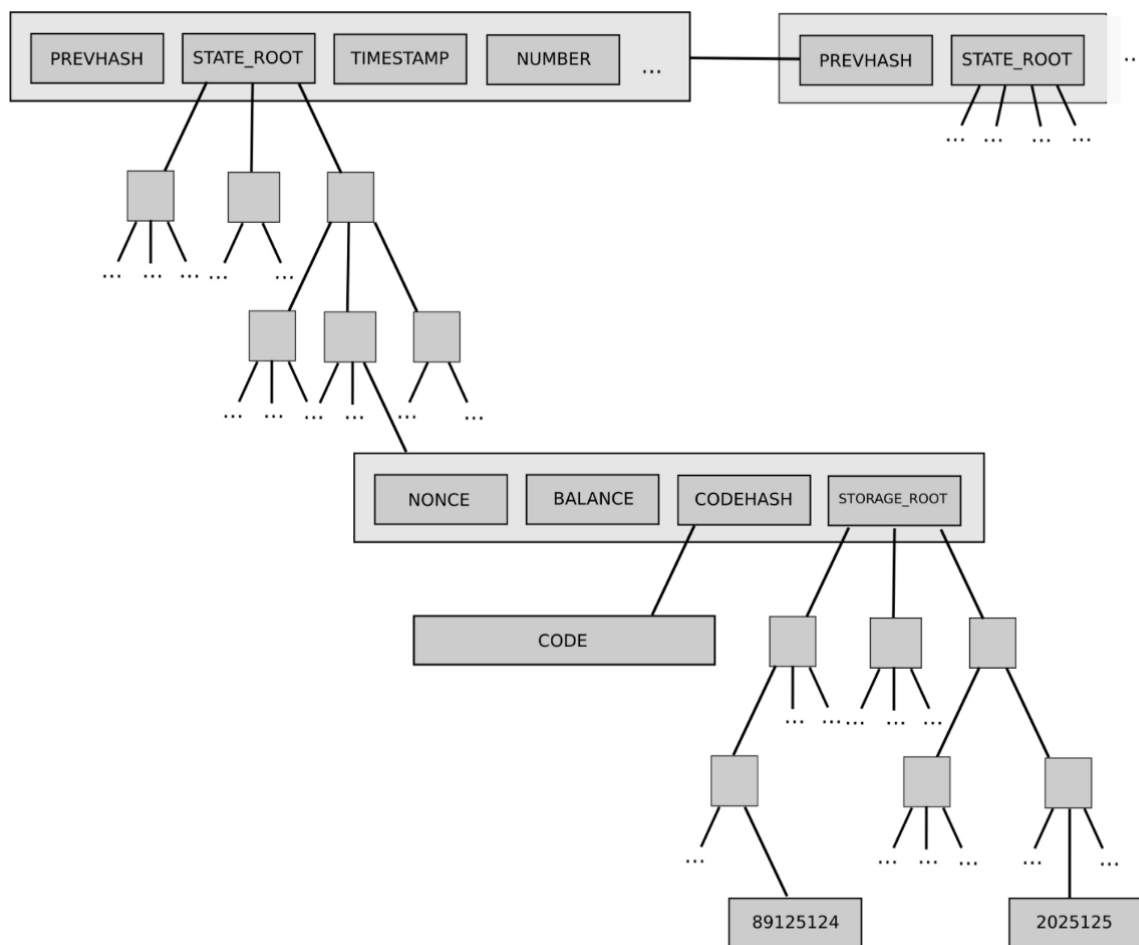 PREVHASH STATE_ROOT TIMESTAMP NUMBER ... PREVHASH STATE_ROOT ...
... ... ... ...
... ... ... ... ...
... ... ... ... ... ... ...
NONCE BALANCE CODEHASH STORAGE_ROOT
CODE
... ... ... ... ...
... ... ... ... ... ...
89125124 2025125